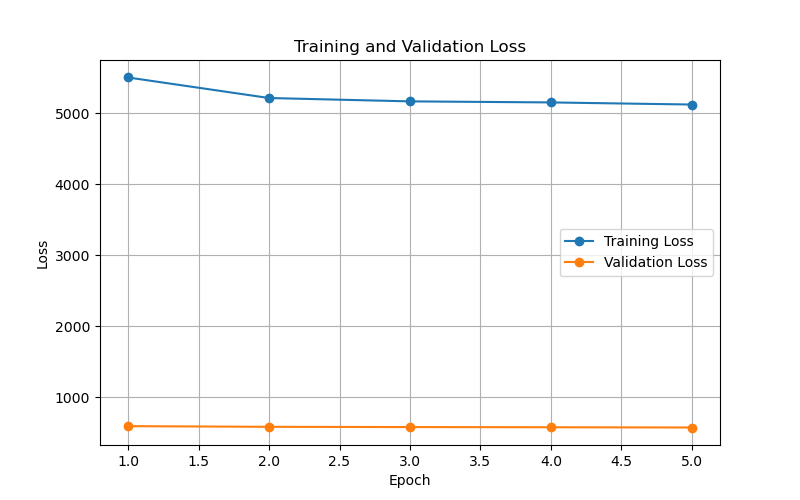 Training and Validation Loss
5000
4000
3000
2000
1000
Loss
Training Loss
Validation Loss
1.0 1.5 2.0 2.5 3.0 3.5 4.0 4.5 5.0
Epoch